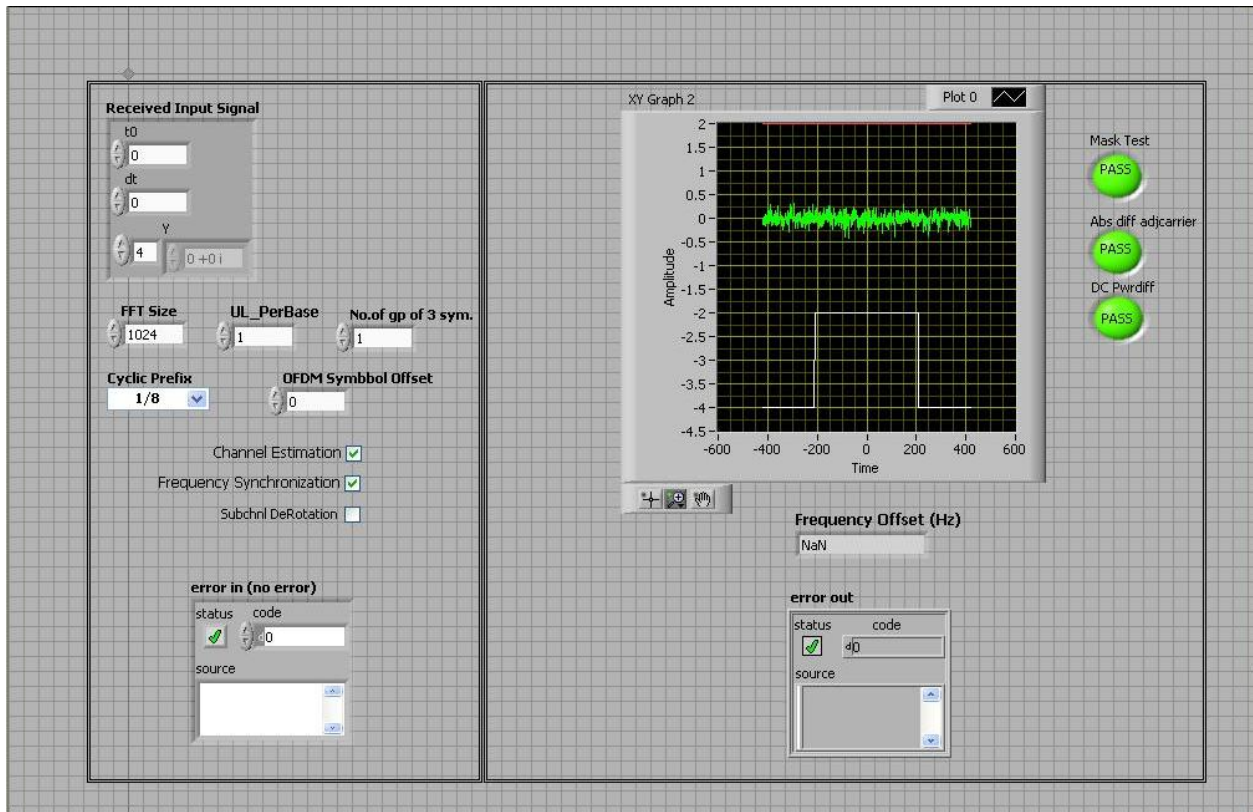 Received Input Signal
t0
0
dt
0
Y
4
0 +0 i
FFT Size
UL_PerBase
No.of gp of 3 sym.
1024
1
1
Cyclic Prefix
OFDM Symbbol Offset
1/8
0
Channel Estimation
Frequency Synchronization
Subchnl DeRotation
error in (no error)
status
code
d0
source
XY Graph 2
Plot 0
Amplitude
2
1.5
1
0.5
0
-0.5
-1
-1.5
-2
-2.5
-3
-3.5
-4
-4.5
-600
-400
-200
0
200
400
600
Time
Mask Test
PASS
Abs diff adjcarrier
PASS
DC Pwrdiff
PASS
Frequency Offset (Hz)
NaN
error out
status
code
d0
source